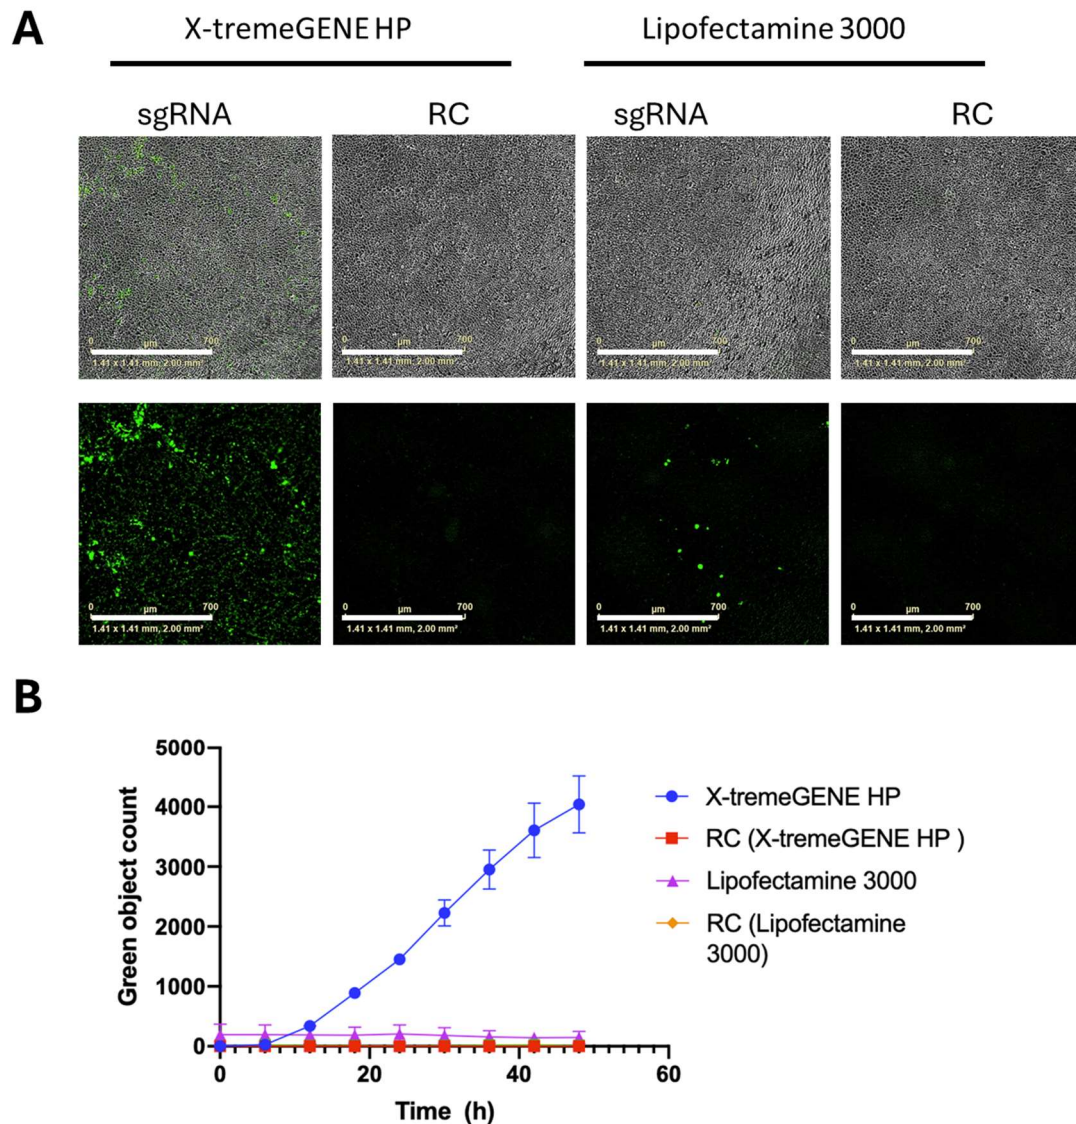 A
X-tremeGENE HP
Lipofectamine 3000
sgRNA
RC
sgRNA
RC
0 µm 700
1.41 x 1.41 mm, 2.00 mm²
0 µm 700
1.41 x 1.41 mm, 2.00 mm²
0 µm 700
1.41 x 1.41 mm, 2.00 mm²
0 µm 700
1.41 x 1.41 mm, 2.00 mm²
0 µm 700
1.41 x 1.41 mm, 2.00 mm²
0 µm 700
1.41 x 1.41 mm, 2.00 mm²
0 µm 700
1.41 x 1.41 mm, 2.00 mm²
0 µm 700
1.41 x 1.41 mm, 2.00 mm²
B
Green object count
5000
4000
3000
2000
1000
0
0 20 40 60
Time (h)
X-tremeGENE HP
RC (X-tremeGENE HP )
Lipofectamine 3000
RC (Lipofectamine
3000)